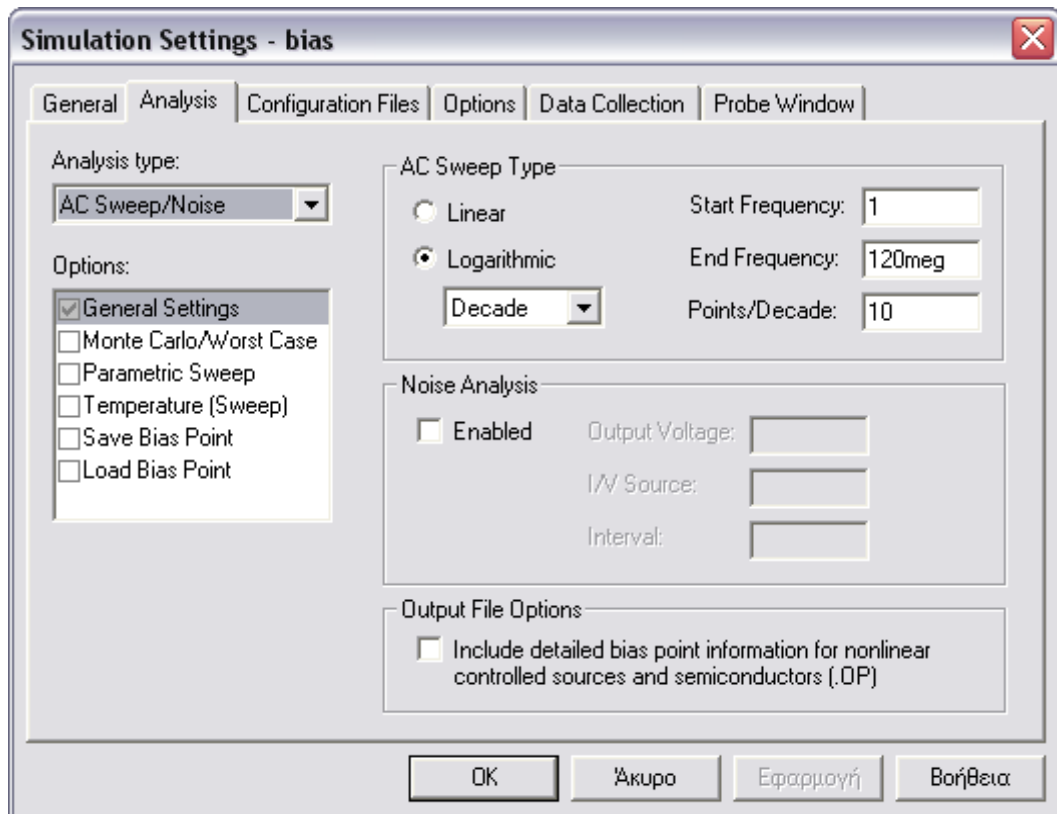 Simulation Settings - bias
General
Analysis
Configuration Files
Options
Data Collection
Probe Window
Analysis type:
AC Sweep/Noise
Options:
General Settings
Monte Carlo/Worst Case
Parametric Sweep
Temperature (Sweep)
Save Bias Point
Load Bias Point
AC Sweep Type
Linear
Logarithmic
Decade
Start Frequency: 1
End Frequency: 120meg
Points/Decade: 10
Noise Analysis
Enabled
Output Voltage:
I/V Source:
Interval:
Output File Options
Include detailed bias point information for nonlinear
controlled sources and semiconductors (.OP)
OK
Άκυρο
Εφαρμογή
Βοήθεια